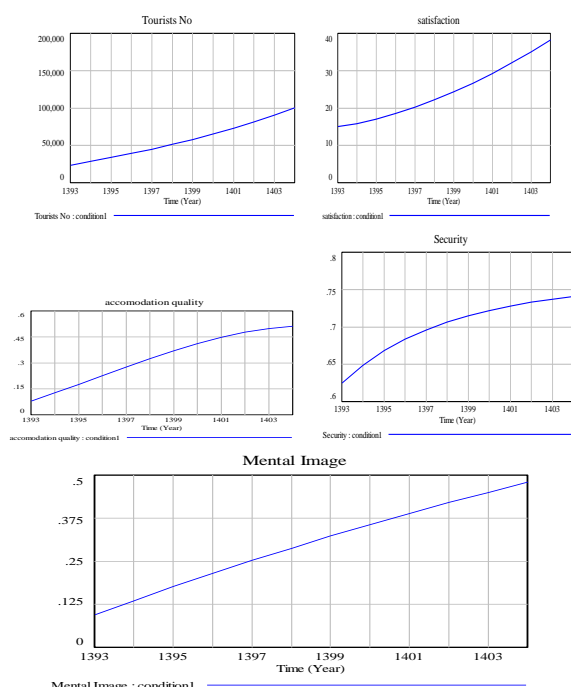 Tourists No
200,000
150,000
100,000
50,000
0
1393 1395 1397 1399 1401 1403
Time (Year)
Tourists No : condition1
satisfaction
40
30
20
10
0
1393 1395 1397 1399 1401 1403
Time (Year)
satisfaction : condition1
accomodation quality
.6
.45
.3
.15
0
1393 1395 1397 1399 1401 1403
Time (Year)
accomodation quality : condition1
Security
.8
.75
.7
.65
.6
1393 1395 1397 1399 1401 1403
Time (Year)
Security : condition1
Mental Image
.5
.375
.25
.125
0
1393 1395 1397 1399 1401 1403
Time (Year)
Mental Image : condition1